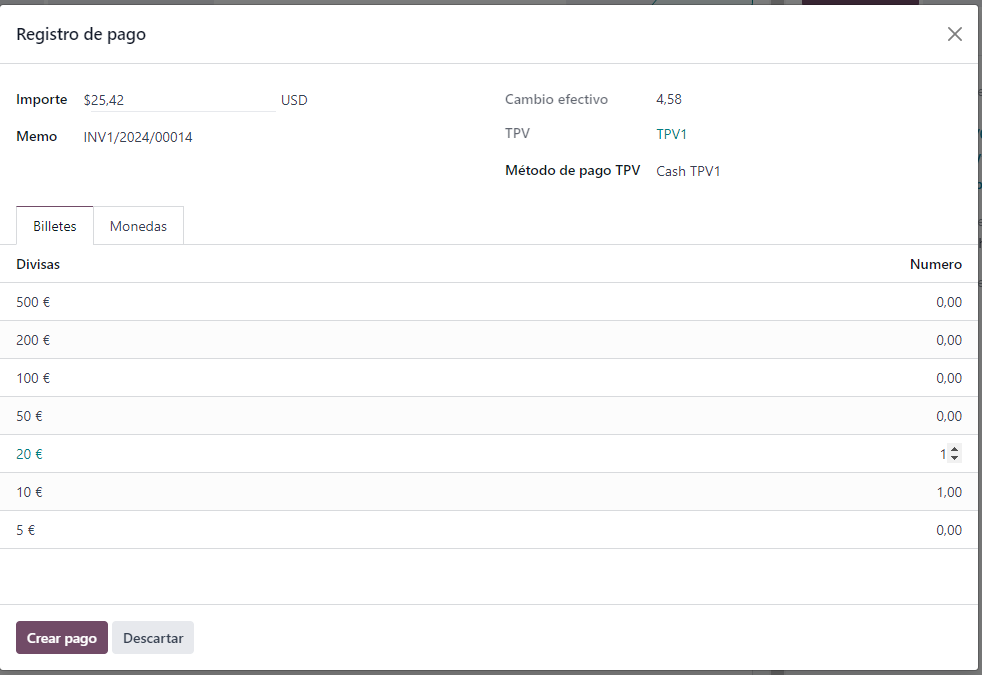 Registro de pago
Importe $25,42 USD
Cambio efectivo 4,58
Memo INV1/2024/00014
TPV TPV1
Método de pago TPV Cash TPV1
Billetes Monedas
Divisas Numero
500 € 0,00
200 € 0,00
100 € 0,00
50 € 0,00
20 € 1
10 € 1,00
5 € 0,00
Crear pago Descartar